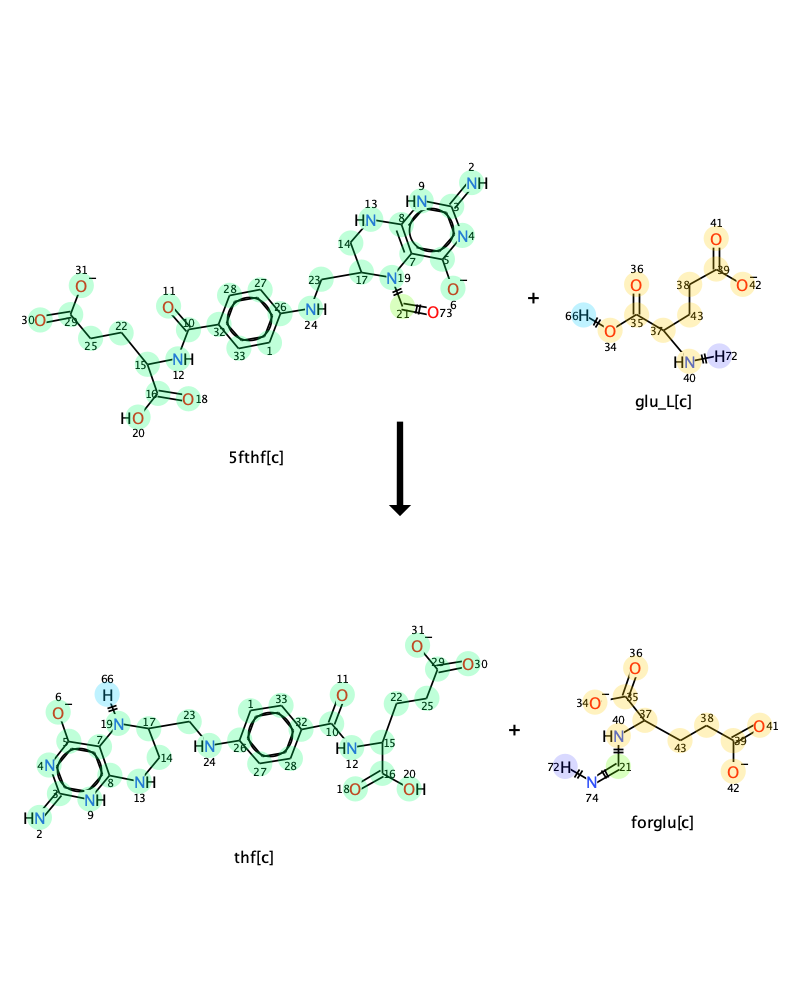 2
NH
9
HN
3
13
HN
8
N4
14
7
5
41
O
31
O−
23
17
N
19
O−
6
36
O
38
39
O−42
28
27
11
O
26
NH
24
21
O73
+
66H
O
34
35
37
43
30O
29
22
25
10
32
33
1
15
NH
12
HN
40
H72
16
O18
HO
20
glu_L[c]
5fthf[c]
31
O−
66
H
11
O
29
O30
36
O
6
O−
1
33
22
25
34O−
35
23
19N
17
32
10
+
40
HN
37
38
O41
5
7
HN
24
26
HN
12
15
43
39
4N
14
27
28
16
72H
21
O−
42
3
8
NH
13
18O
20
OH
N
74
HN
2
NH
9
forglu[c]
thf[c]